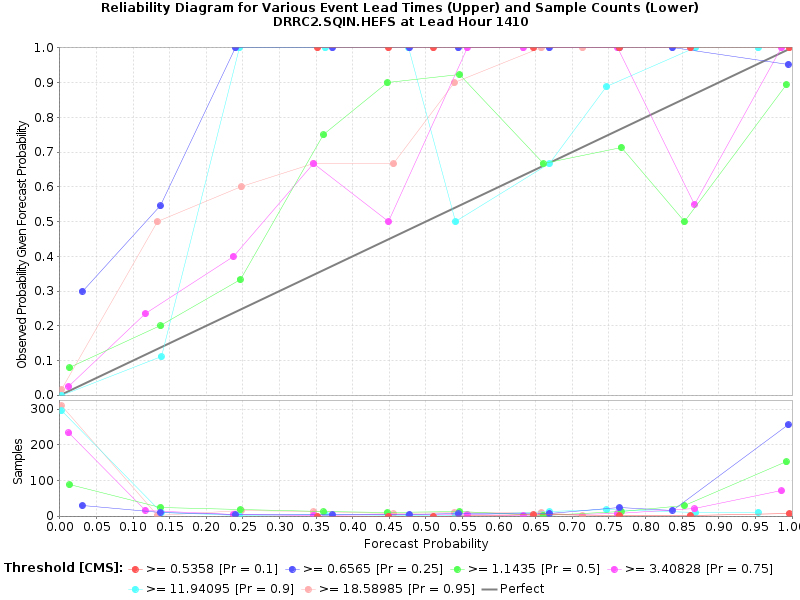 Reliability Diagram for Various Event Lead Times (Upper) and Sample Counts (Lower)
DRRC2.SQIN.HEFS at Lead Hour 1410
Observed Probability Given Forecast Probability
1.0
0.9
0.8
0.7
0.6
0.5
0.4
0.3
0.2
0.1
0.0
Samples
300
200
100
0
0.00 0.05 0.10 0.15 0.20 0.25 0.30 0.35 0.40 0.45 0.50 0.55 0.60 0.65 0.70 0.75 0.80 0.85 0.90 0.95 1.0
Forecast Probability
Threshold [CMS]: >= 0.5358 [Pr = 0.1] >= 0.6565 [Pr = 0.25] >= 1.1435 [Pr = 0.5] >= 3.40828 [Pr = 0.75]
>= 11.94095 [Pr = 0.9] >= 18.58985 [Pr = 0.95] Perfect